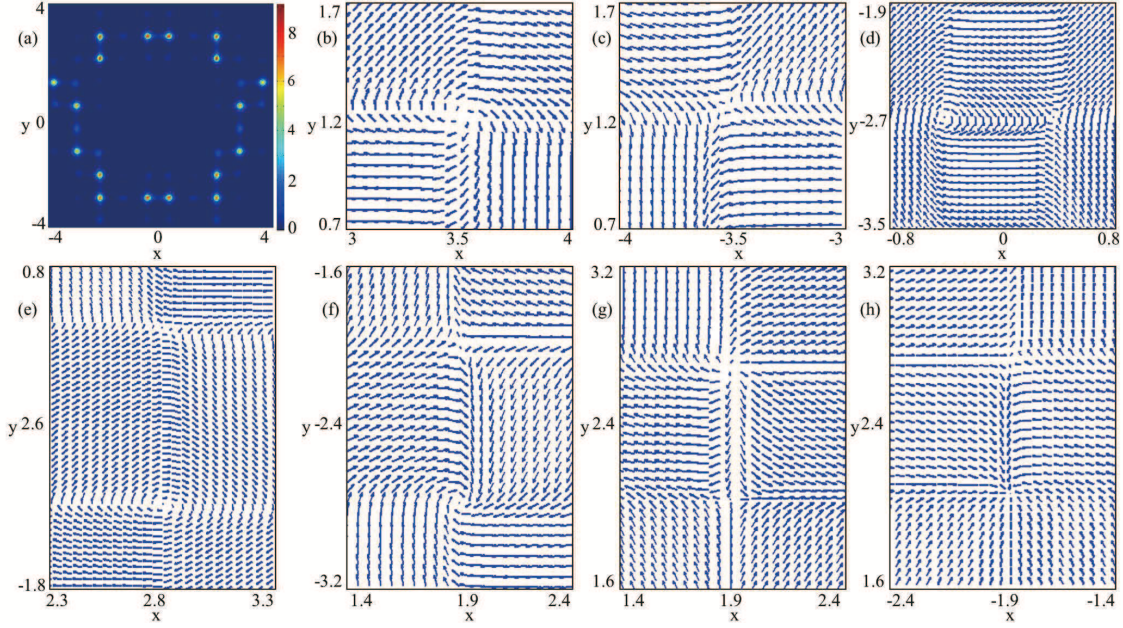 (a)
4
y 0
-4
-4 0 4
x
8
6
4
2
0
(b)
1.7
y 1.2
0.7
3 3.5 4
x
(c)
1.7
y 1.2
0.7
-4 -3.5 -3
x
(d)
-1.9
y -2.7
-3.5
-0.8 0 0.8
x
(e)
0.8
y 2.6
-1.8
2.3 2.8 3.3
x
(f)
-1.6
y -2.4
-3.2
1.4 1.9 2.4
x
(g)
3.2
y 2.4
1.6
1.4 1.9 2.4
x
(h)
3.2
y 2.4
1.6
-2.4 -1.9 -1.4
x